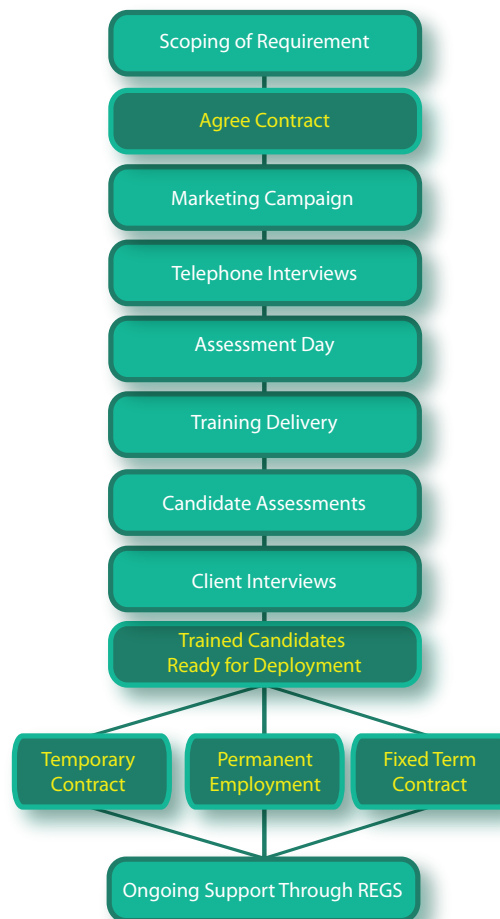 Scoping of Requirement
Agree Contract
Marketing Campaign
Telephone Interviews
Assessment Day
Training Delivery
Candidate Assessments
Client Interviews
Trained Candidates
Ready for Deployment
Temporary
Contract
Permanent
Employment
Fixed Term
Contract
Ongoing Support Through REGS